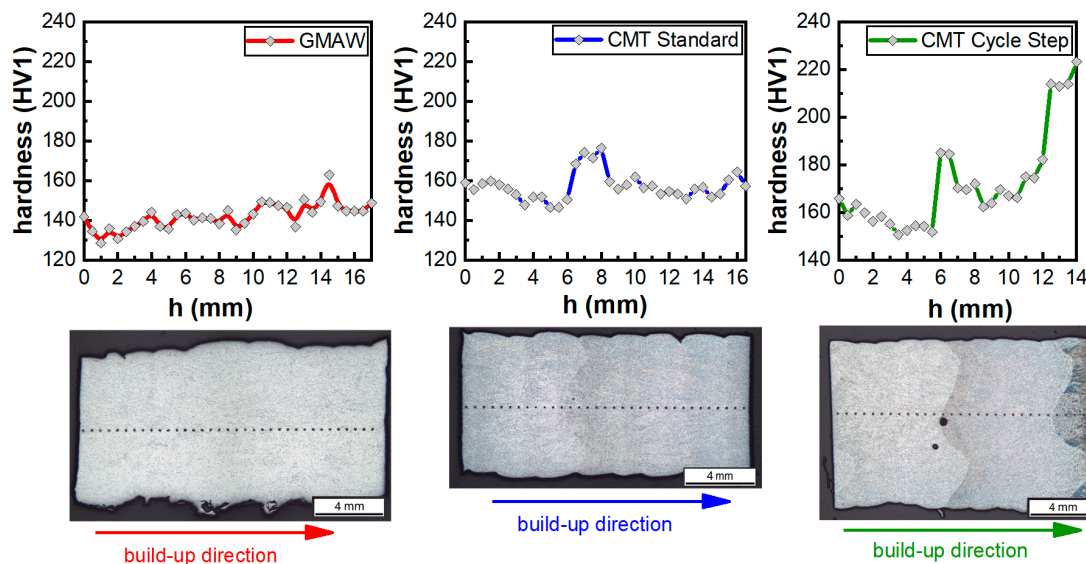 GMAW
hardness (HV1)
240
220
200
180
160
140
120
0 2 4 6 8 10 12 14 16
h (mm)
4 mm
build-up direction
CMT Standard
hardness (HV1)
240
220
200
180
160
140
120
0 2 4 6 8 10 12 14 16
h (mm)
4 mm
build-up direction
CMT Cycle Step
hardness (HV1)
240
220
200
180
160
140
0 2 4 6 8 10 12 14
h (mm)
4 mm
build-up direction